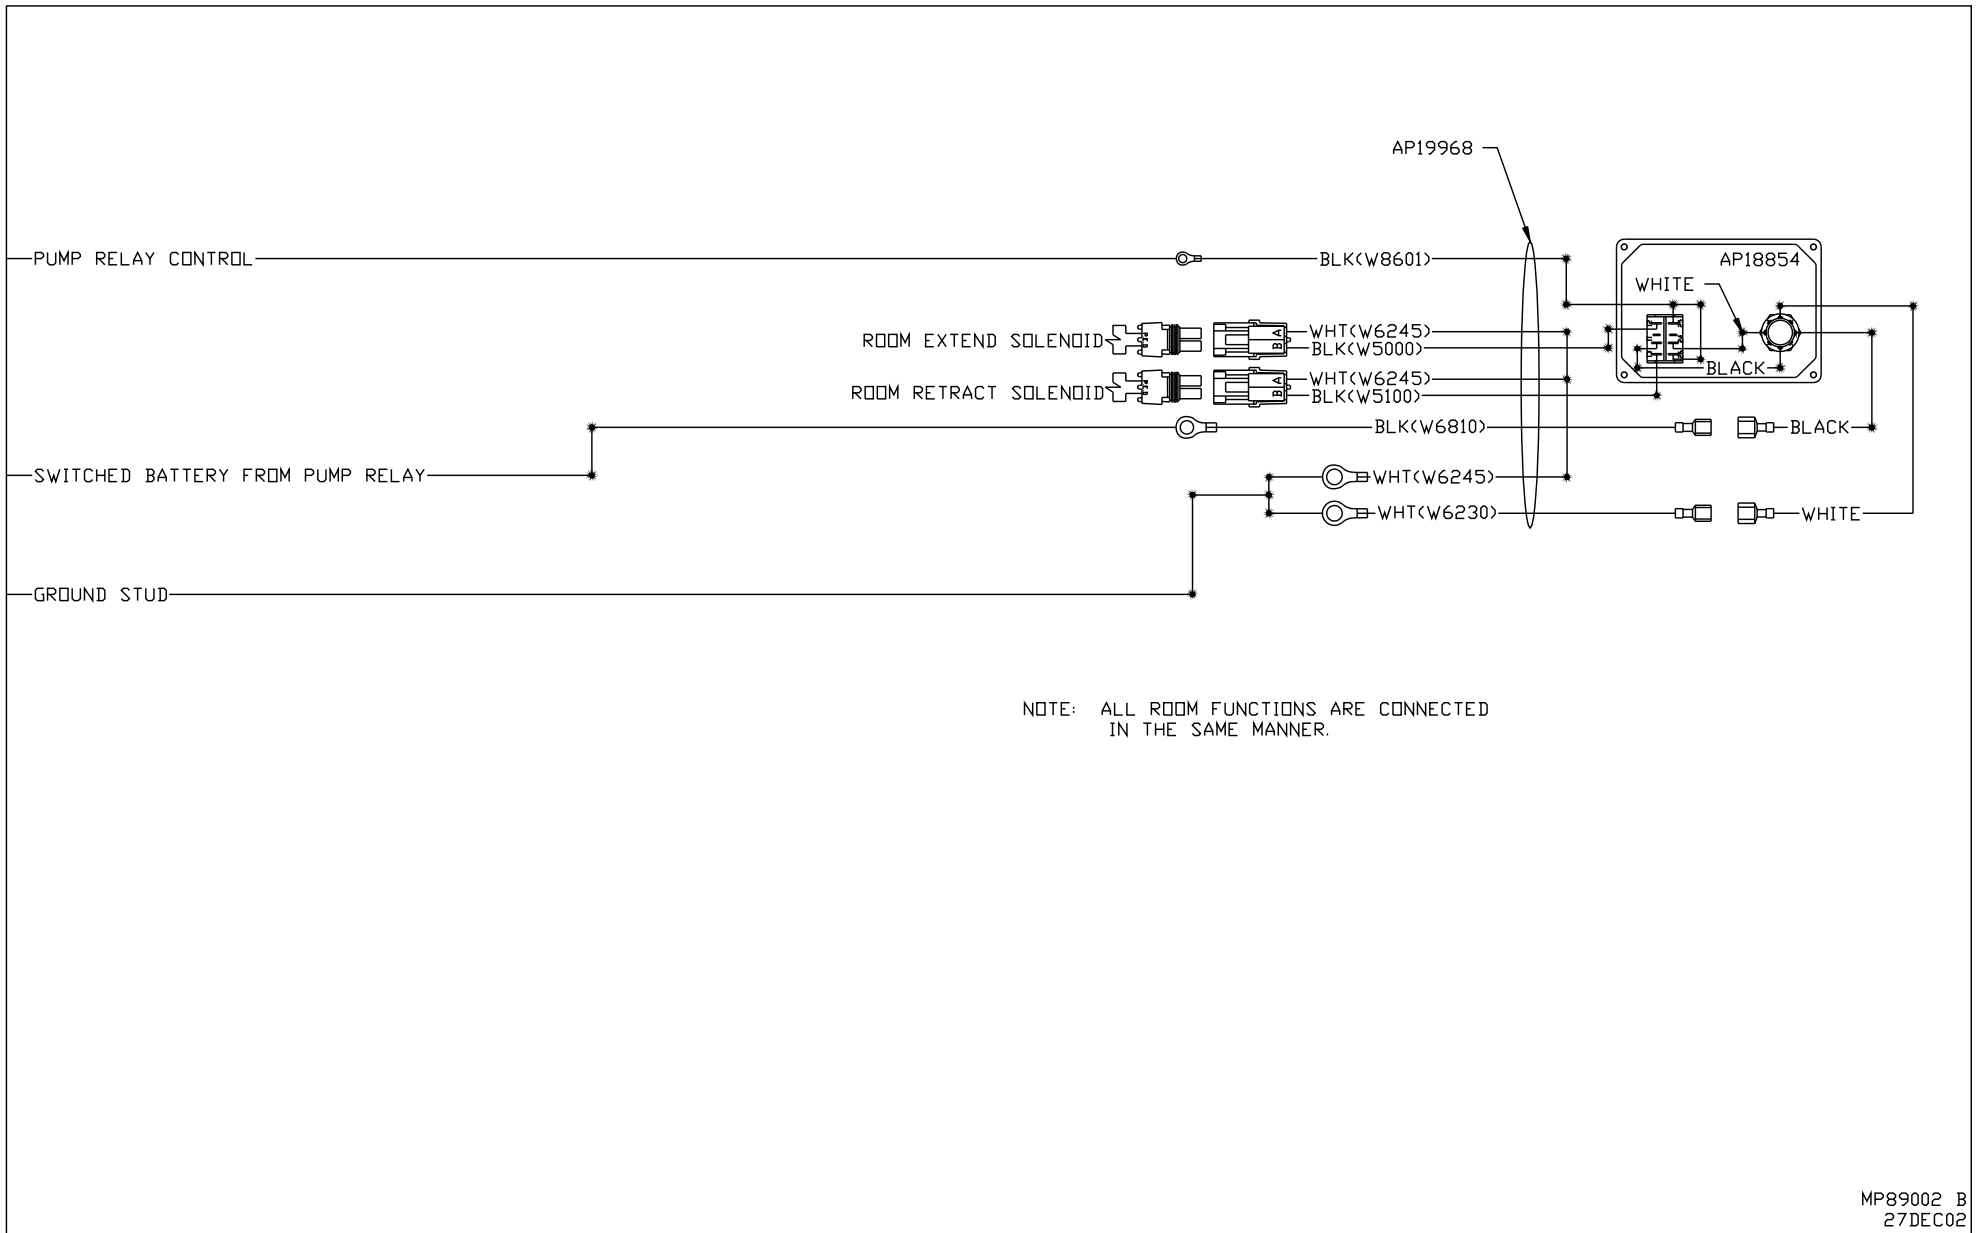 AP19968
PUMP RELAY CONTROL
BLK(W8601)
AP18854
WHITE
ROOM EXTEND SOLENOID
A
B
WHT(W6245)
BLK(W5000)
BLACK
ROOM RETRACT SOLENOID
A
B
WHT(W6245)
BLK(W5100)
BLK(W6810)
BLACK
SWITCHED BATTERY FROM PUMP RELAY
WHT(W6245)
WHT(W6230)
WHITE
GROUND STUD
NOTE: ALL ROOM FUNCTIONS ARE CONNECTED
IN THE SAME MANNER.
MP89002 B
27DEC02